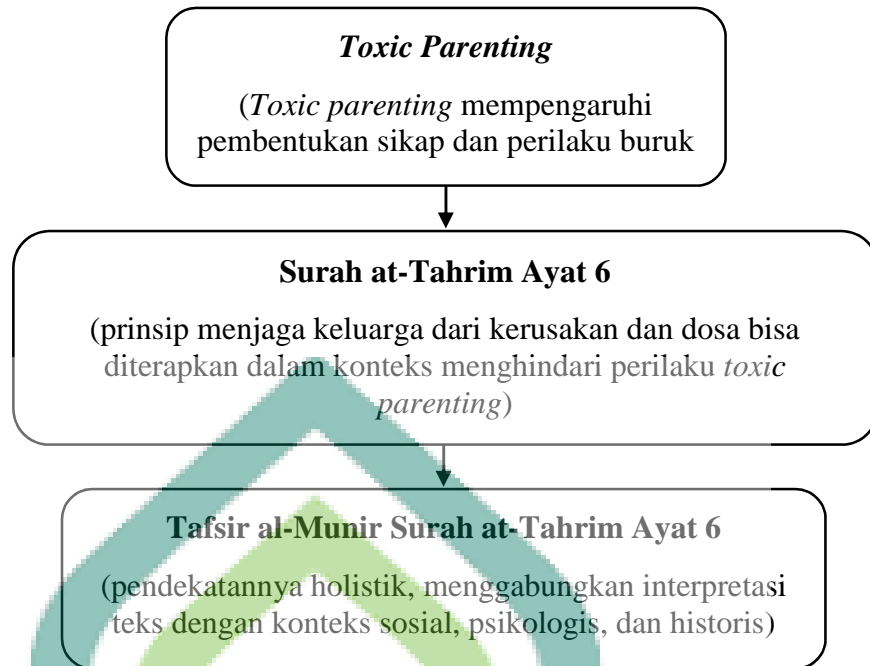 Toxic Parenting
(Toxic parenting mempengaruhi
pembentukan sikap dan perilaku buruk
Surah at-Tahrim Ayat 6
(prinsip menjaga keluarga dari kerusakan dan dosa bisa
diterapkan dalam konteks menghindari perilaku toxic
parenting)
Tafsir al-Munir Surah at-Tahrim Ayat 6
(pendekatannya holistik, menggabungkan interpretasi
teks dengan konteks sosial, psikologis, dan historis)